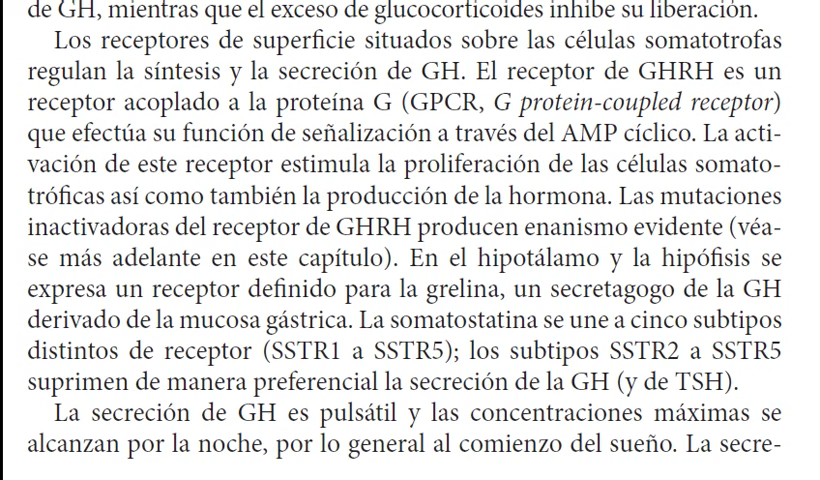 de GH, mientras que el exceso de glucocorticoides inhibe su liberación.
Los receptores de superficie situados sobre las células somatotrofas
regulan la síntesis y la secreción de GH. El receptor de GHRH es un
receptor acoplado a la proteína G (GPCR, G protein-coupled receptor)
que efectúa su función de señalización a través del AMP cíclico. La acti-
vación de este receptor estimula la proliferación de las células somato-
tróficas así como también la producción de la hormona. Las mutaciones
inactivadoras del receptor de GHRH producen enanismo evidente (véa-
se más adelante en este capítulo). En el hipotálamo y la hipófisis se
expresa un receptor definido para la grelina, un secretagogo de la GH
derivado de la mucosa gástrica. La somatostatina se une a cinco subtipos
distintos de receptor (SSTR1 a SSTR5); los subtipos SSTR2 a SSTR5
suprimen de manera preferencial la secreción de la GH (y de TSH).
La secreción de GH es pulsátil y las concentraciones máximas se
alcanzan por la noche, por lo general al comienzo del sueño. La secre-